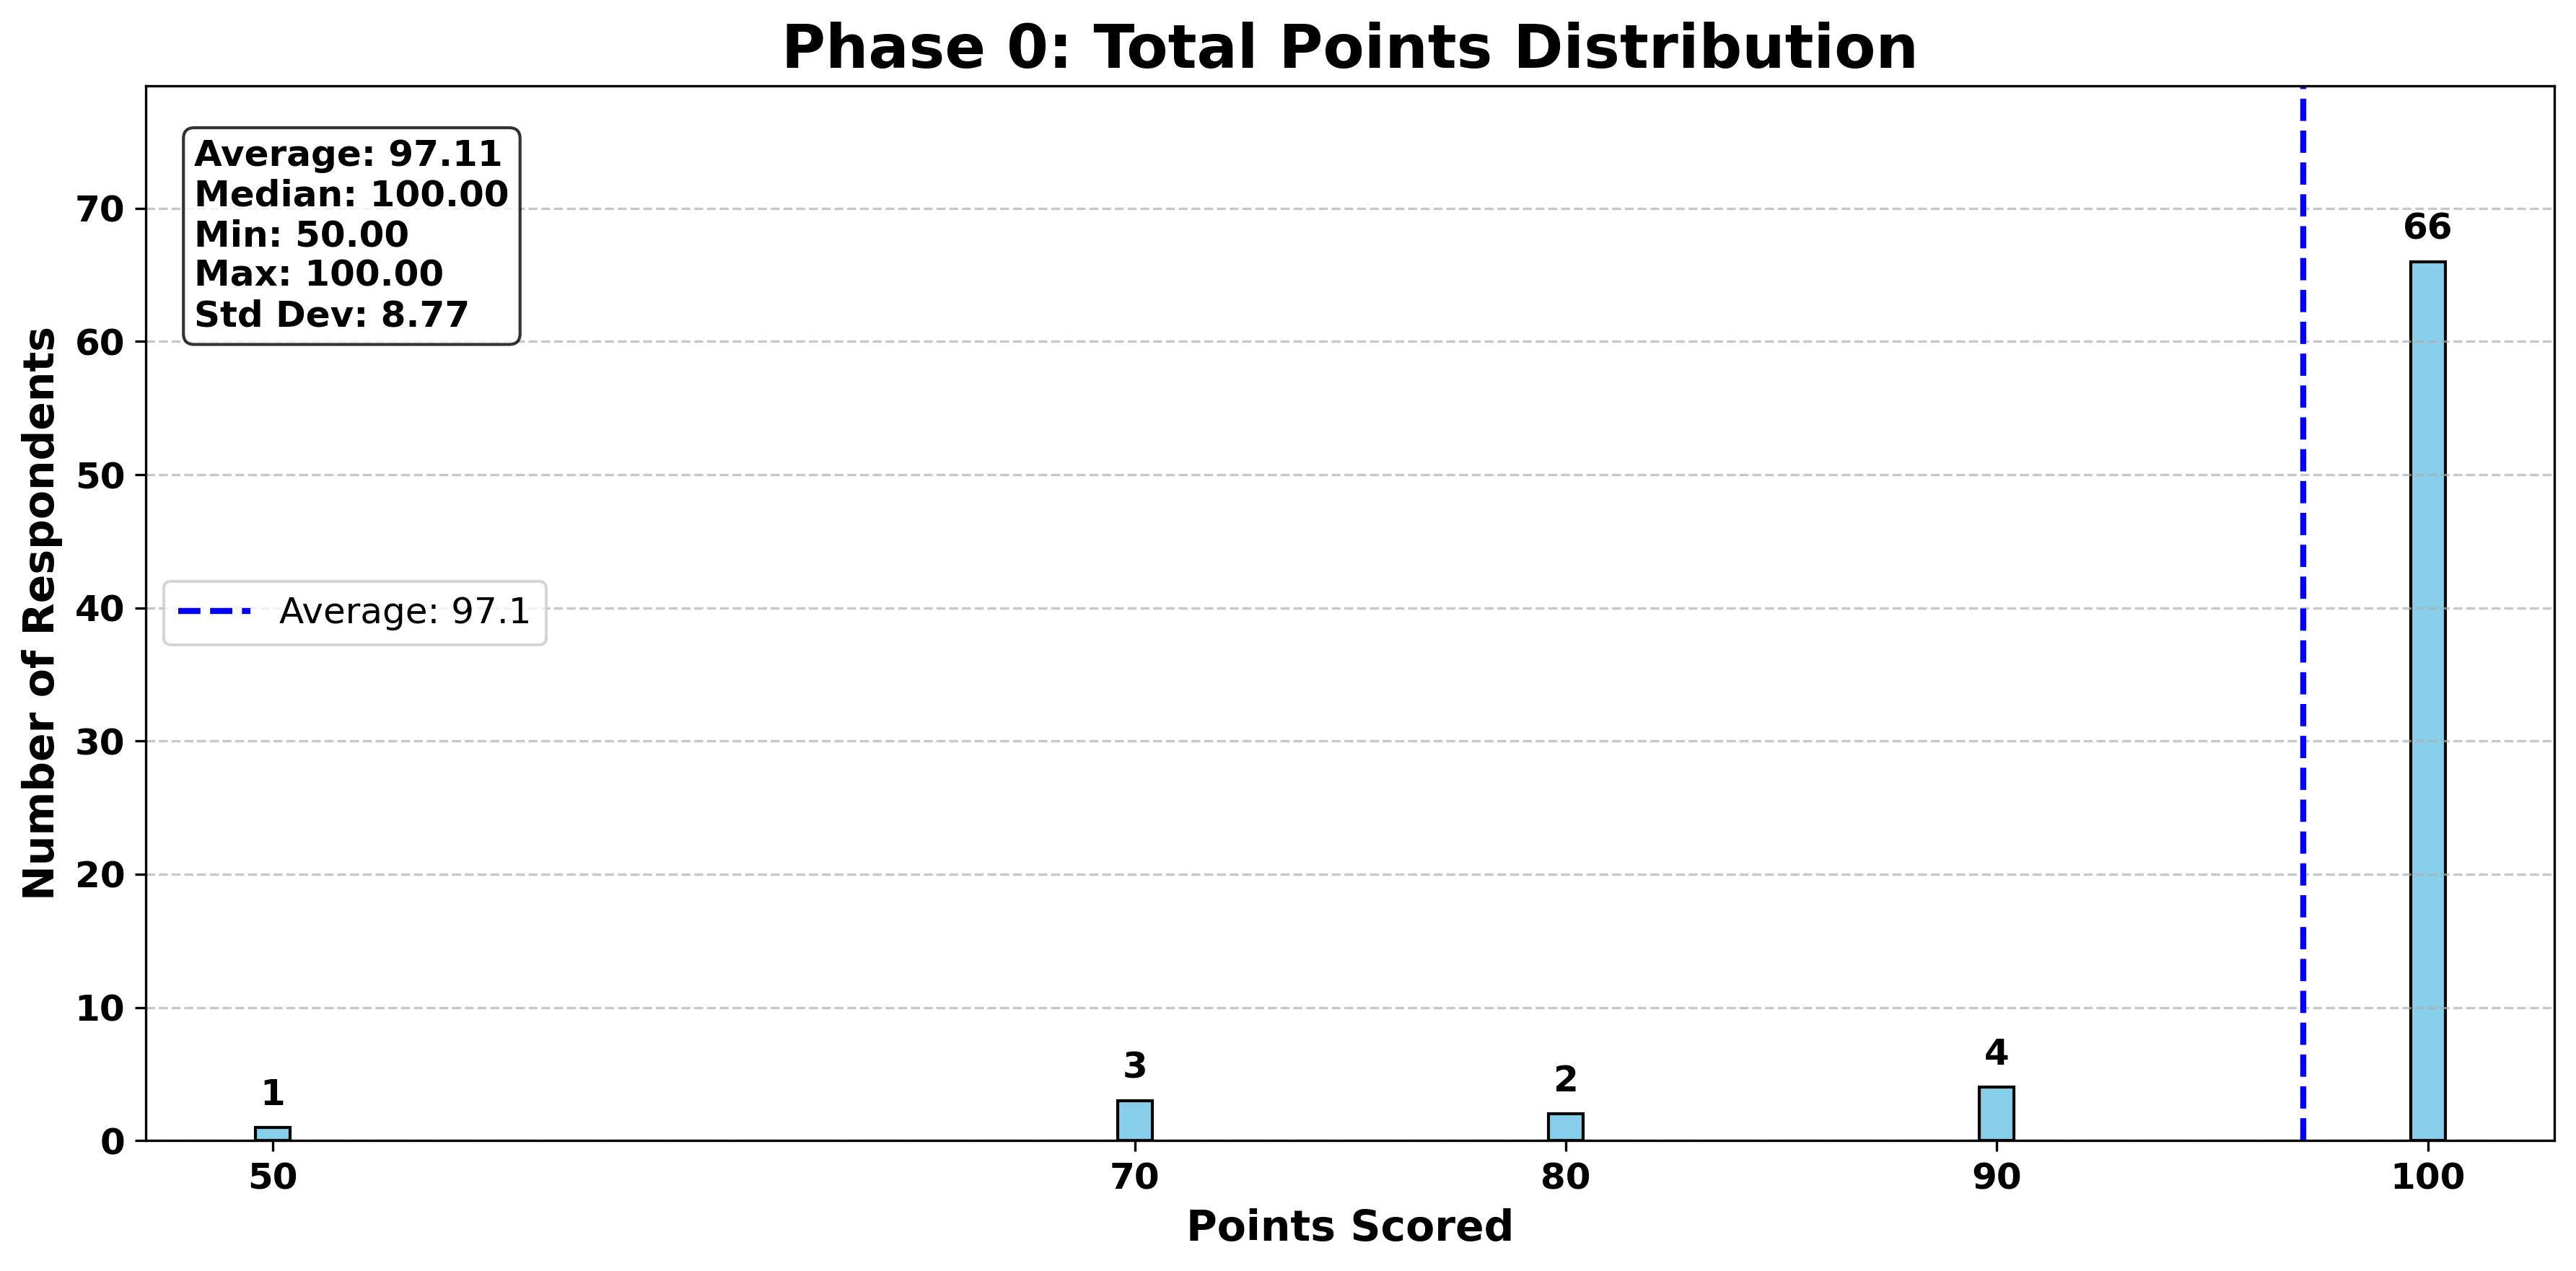 Phase 0: Total Points Distribution
Average: 97.11
Median: 100.00
Min: 50.00
Max: 100.00
Std Dev: 8.77
Average: 97.1
Number of Respondents
70
60
50
40
30
20
10
0
1
3
2
4
66
50
70
80
90
100
Points Scored